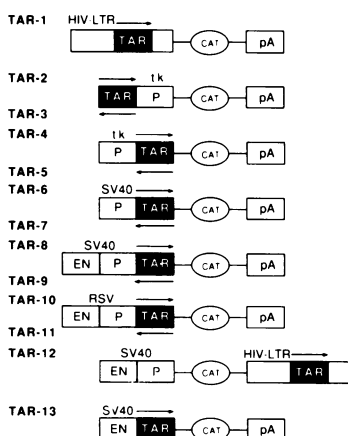 TAR-1 HIV-LTR
TAR CAT pA
TAR-2 tk
TAR P CAT pA
TAR-3
TAR-4 tk
P TAR CAT pA
TAR-5
TAR-6 SV40
P TAR CAT pA
TAR-7
TAR-8 SV40
EN P TAR CAT pA
TAR-9
TAR-10 RSV
EN P TAR CAT pA
TAR-11
TAR-12 SV40 HIV-LTR
EN P CAT TAR
TAR-13 SV40
EN TAR CAT pA